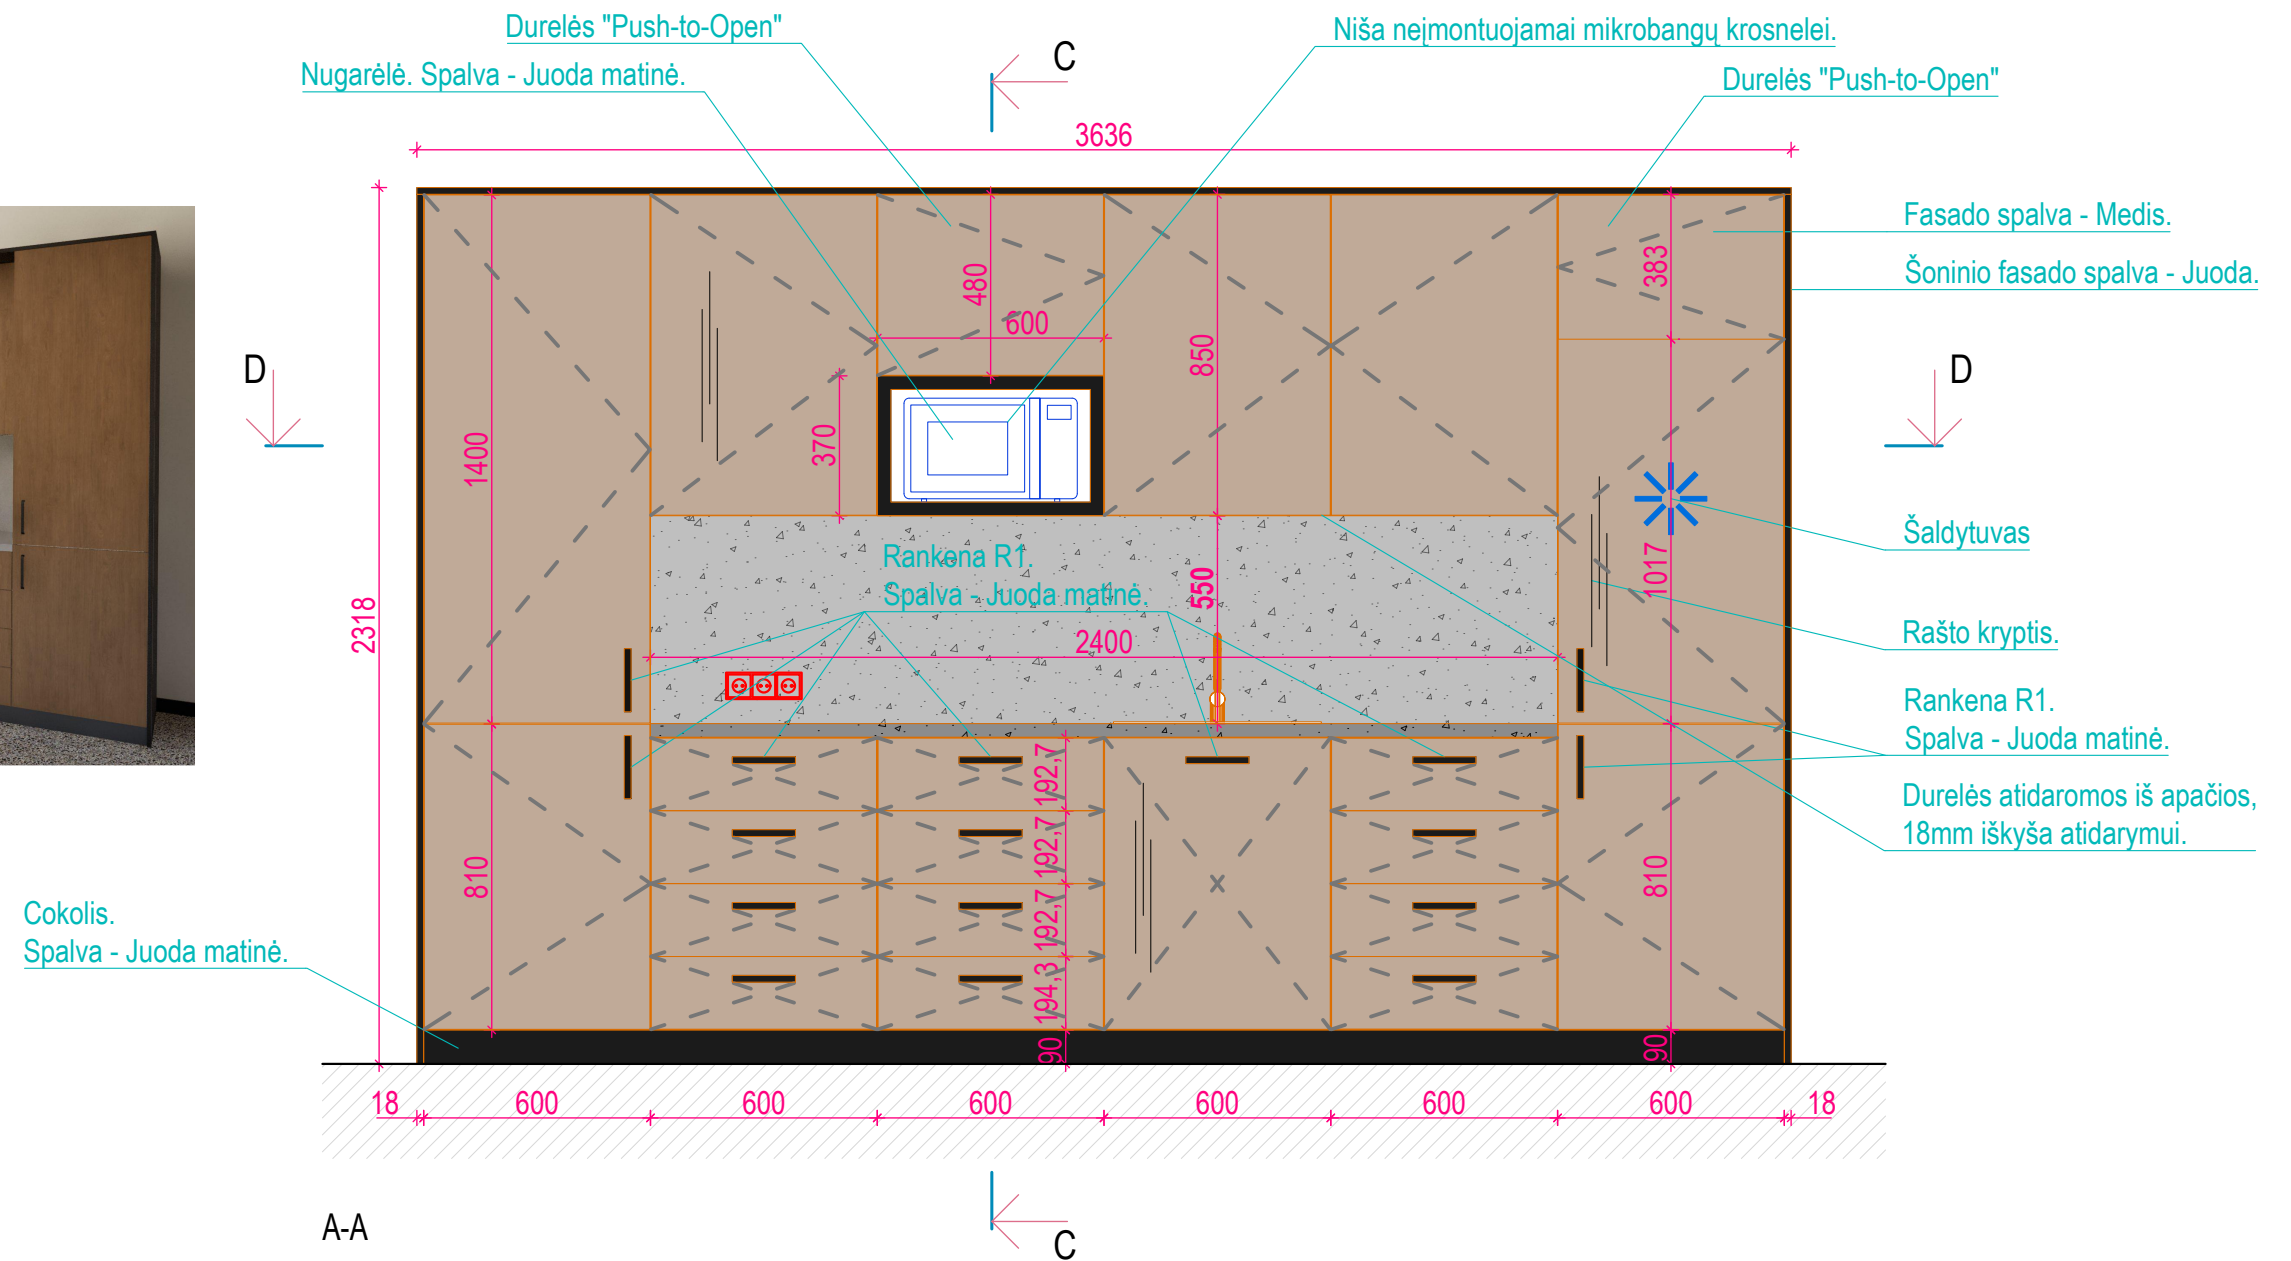 Durelės "Push-to-Open"
Niša neįmontuojamai mikrobangų krosnelei.
C
Nugarėlė. Spalva - Juoda matinė.
Durelės "Push-to-Open"
3636
Fasado spalva - Medis.
383
480
Šoninio fasado spalva - Juoda.
600
850
D
D
370
1400
Šaldytuvas
Rankena R1.
Spalva - Juoda matinė.
550
1017
2318
2400
Rašto kryptis.
Rankena R1.
Spalva - Juoda matinė.
192,7
Durelės atidaromos iš apačios,
18mm iškyša atidarymui.
192,7
810
810
Cokolis.
Spalva - Juoda matinė.
192,7
194,3
90
90
18
600
600
600
600
600
600
18
A-A
C